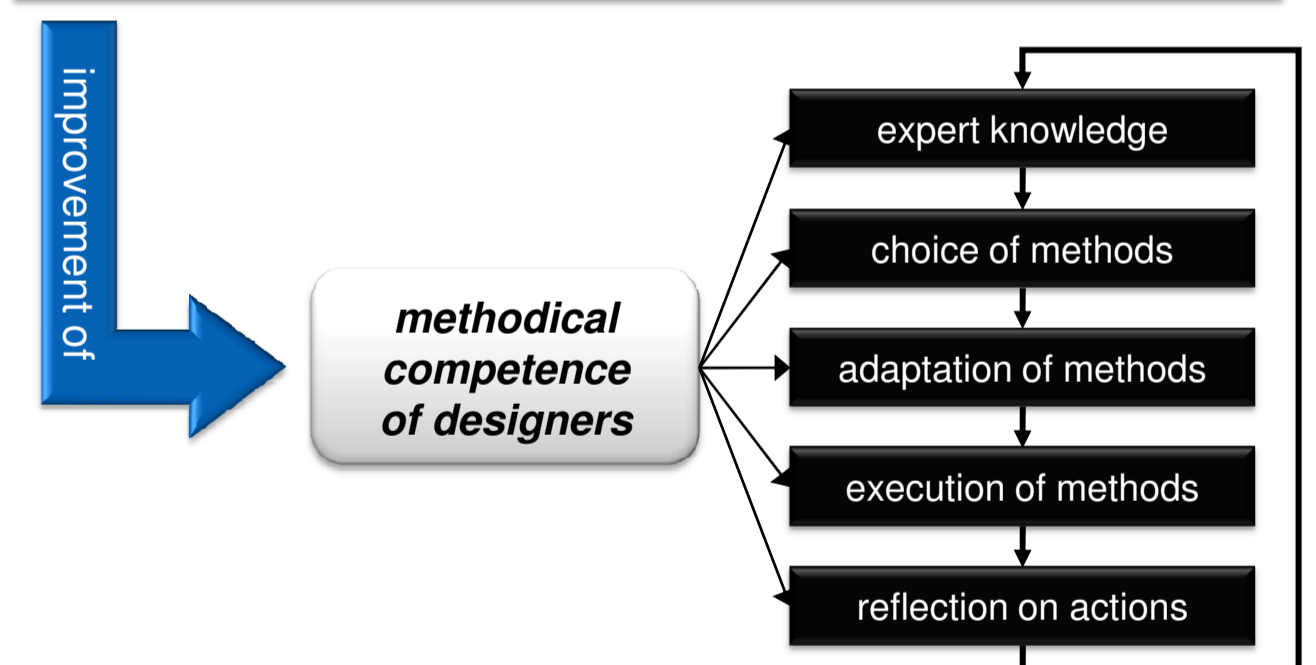 improvement of
methodical
competence
of designers
expert knowledge
choice of methods
adaptation of methods
execution of methods
reflection on actions